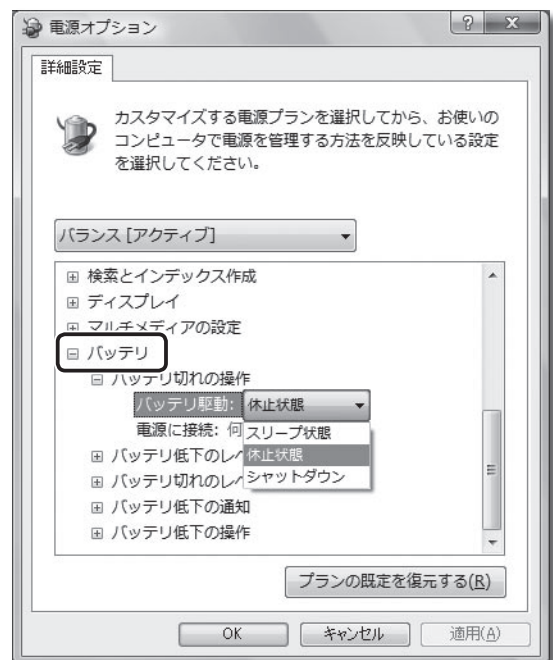 電源オプション
詳細設定
カスタマイズする電源プランを選択してから、お使いの
コンピュータで電源を管理する方法を反映している設定
を選択してください。
バランス [アクティブ]
検索とインデックス作成
ディスプレイ
マルチメディアの設定
バッテリ
バッテリ切れの操作
バッテリ駆動: 休止状態
電源に接続: 何
スリープ状態
休止状態
シャットダウン
バッテリ低下のレベ
バッテリ切れのレベ
バッテリ低下の通知
バッテリ低下の操作
プランの既定を復元する(R)
OK キャンセル 適用(A)